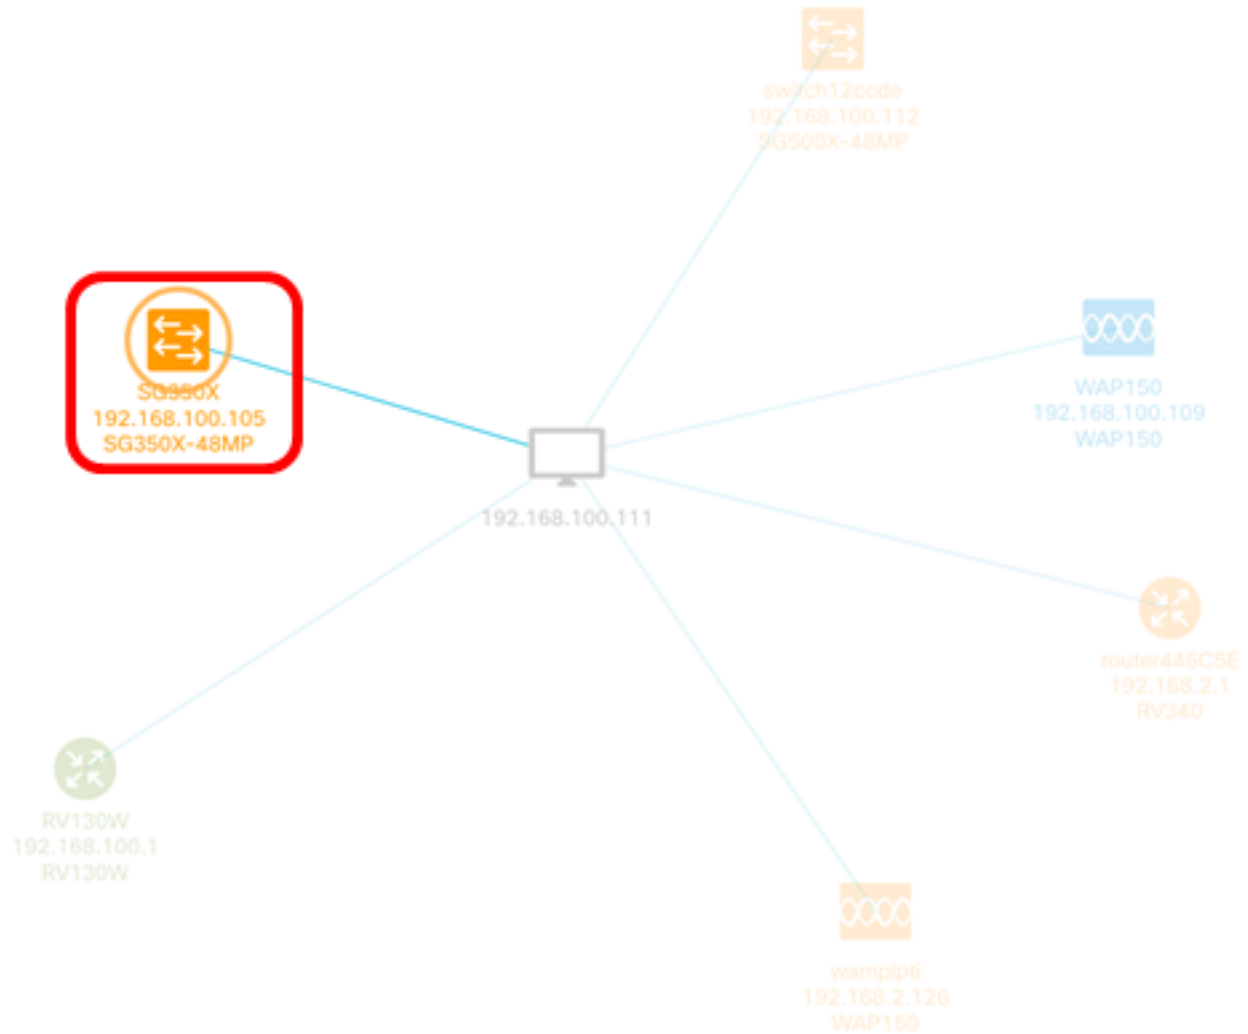 switch12ccde
192.168.100.112
SG500X-48MP
SG350X
192.168.100.105
SG350X-48MP
WAP150
192.168.100.109
WAP150
192.168.100.111
router446C5E
192.168.2.1
RV340
RV130W
192.168.100.1
RV130W
wampipti
192.168.2.126
WAP150